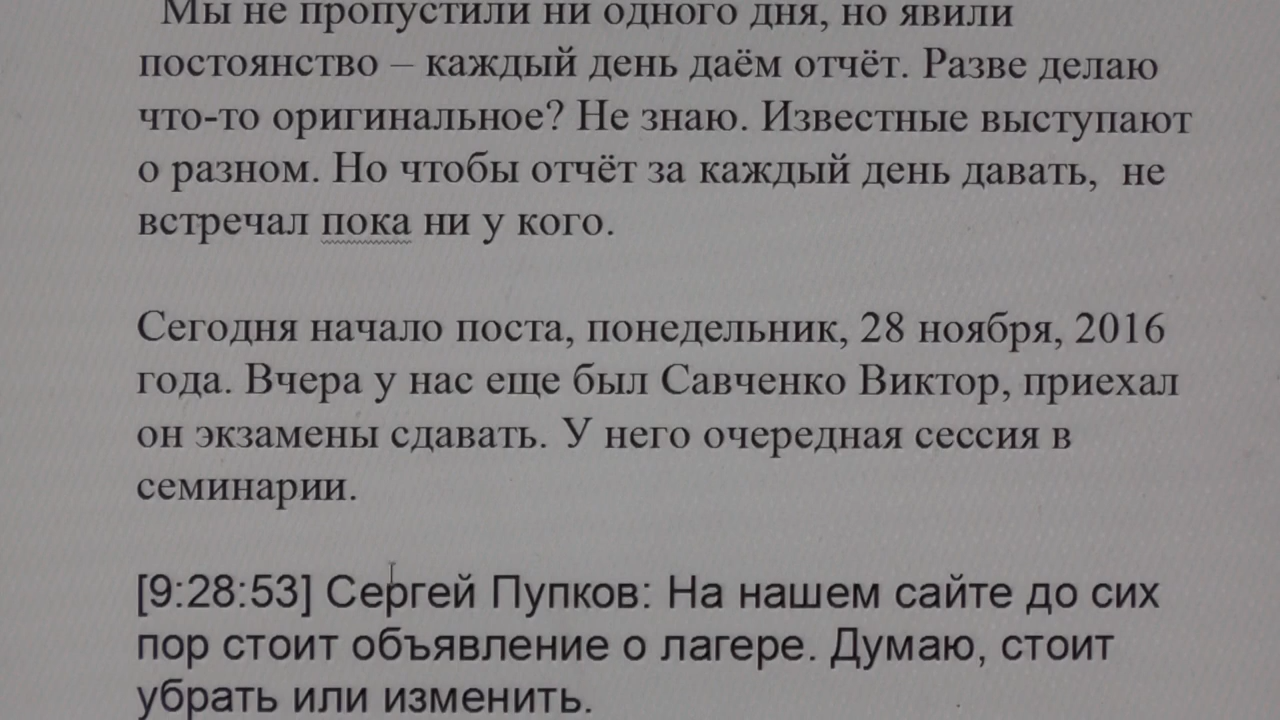 Мы не пропустили ни одного дня, но явили
постоянство – каждый день даём отчёт. Разве делаю
что-то оригинальное? Не знаю. Известные выступают
о разном. Но чтобы отчёт за каждый день давать,  не
встречал пока ни у кого.
Сегодня начало поста, понедельник, 28 ноября, 2016
года. Вчера у нас еще был Савченко Виктор, приехал
он экзамены сдавать. У него очередная сессия в
семинарии.
[9:28:53] Сергей Пупков: На нашем сайте до сих
пор стоит объявление о лагере. Думаю, стоит
убрать или изменить.